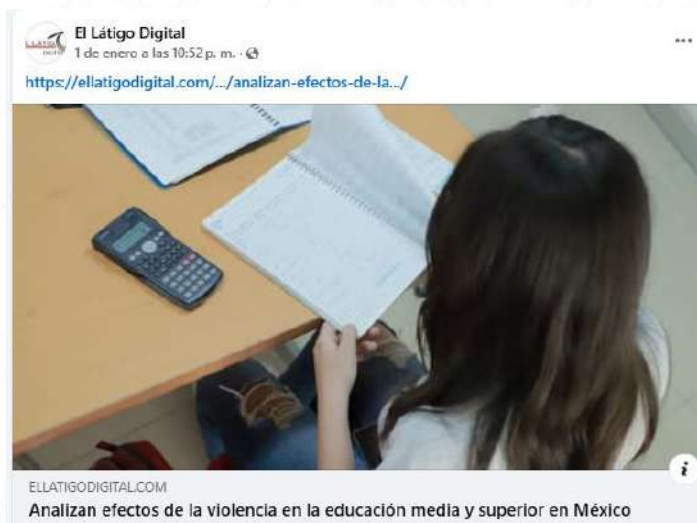 El Látigo Digital
1 de enero a las 10:52 p. m. ·
https://ellatigodigital.com/.../analizan-efectos-de-la.../
ELLATIGODIGITAL.COM
Analizan efectos de la violencia en la educación media y superior en México